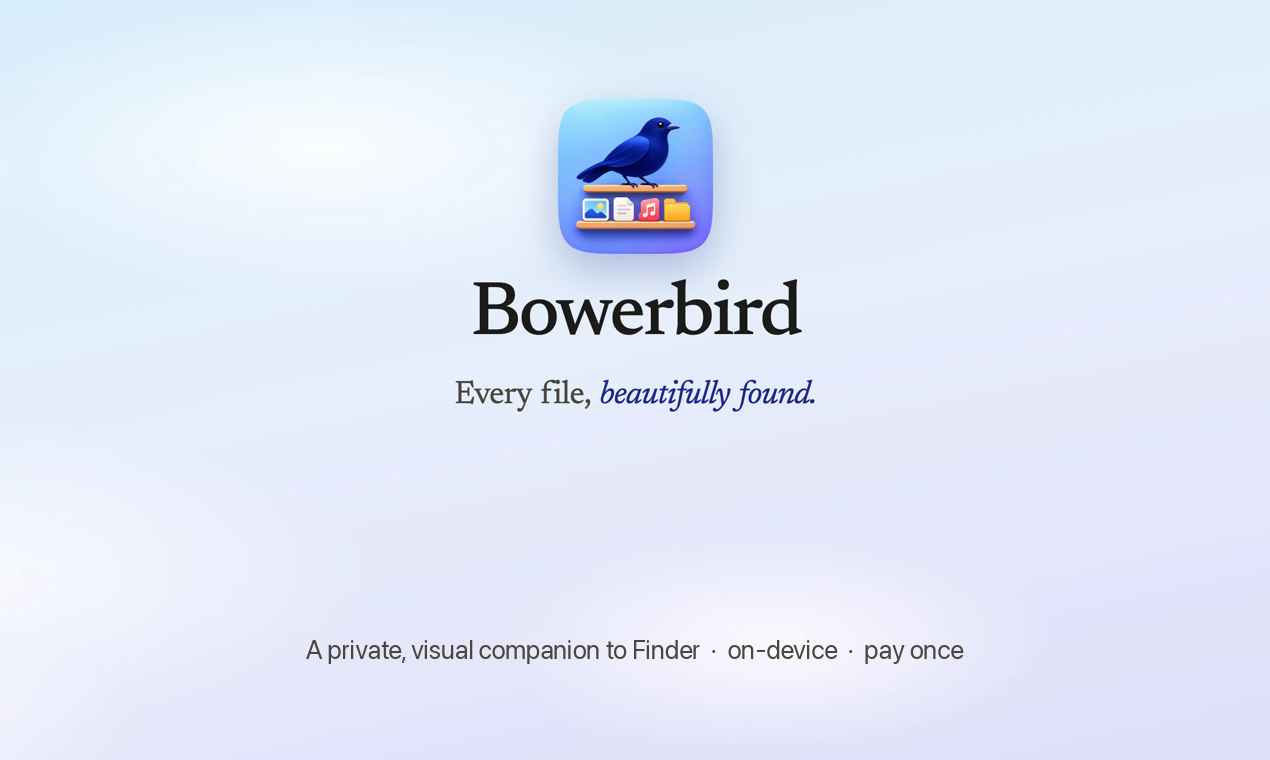 Bowerbird
Every file, beautifully found.
A private, visual companion to Finder · on-device · pay once